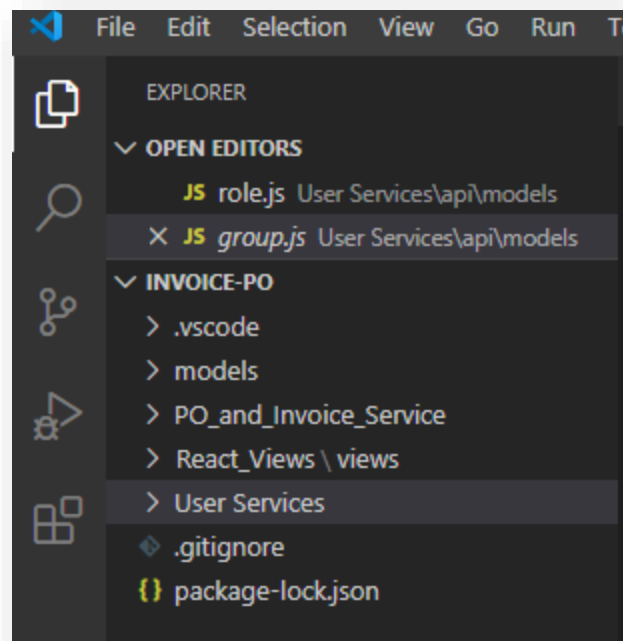 File Edit Selection View Go Run T
EXPLORER
OPEN EDITORS
JS role.js User Services\api\models
JS group.js User Services\api\models
INVOICE-PO
.vscode
models
PO_and_Invoice_Service
React_Views \ views
User Services
.gitignore
{} package-lock.json